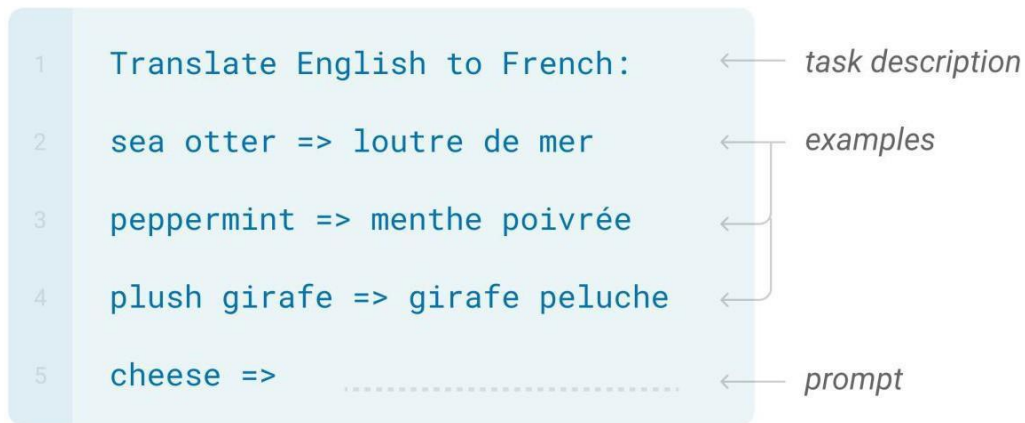 1 Translate English to French: task description
2 sea otter => loutre de mer examples
3 peppermint => menthe poivrée
4 plush girafe => girafe peluche
5 cheese => prompt